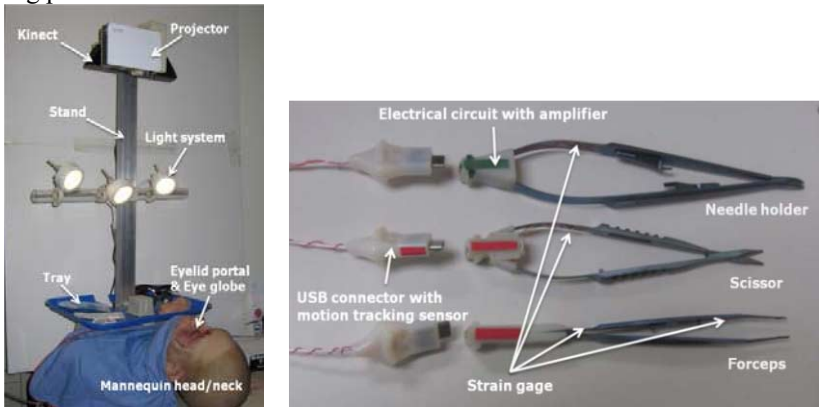 ng p
Kinect
Projector
Stand
Light system
Tray
Eyelid portal
& Eye globe
Mannequin head/neck
Electrical circuit with amplifier
Needle holder
Scissor
USB connector with
motion tracking sensor
Forceps
Strain gage